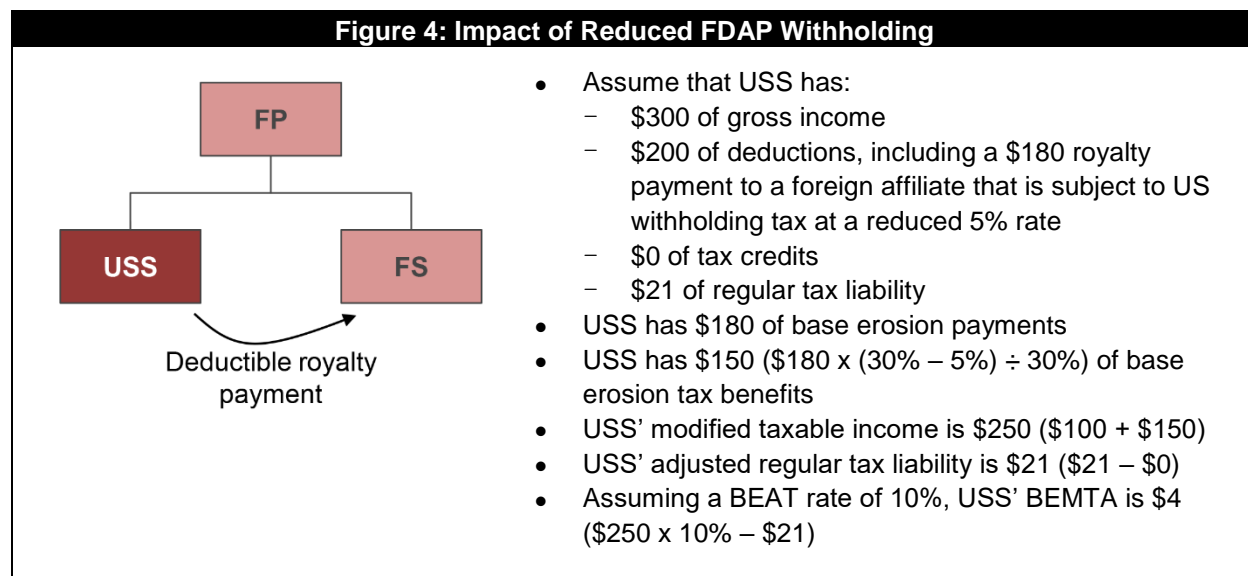 Figure 4: Impact of Reduced FDAP Withholding
FP
USS
FS
Deductible royalty
payment
• Assume that USS has:
− $300 of gross income
− $200 of deductions, including a $180 royalty
payment to a foreign affiliate that is subject to US
withholding tax at a reduced 5% rate
− $0 of tax credits
− $21 of regular tax liability
• USS has $180 of base erosion payments
• USS has $150 ($180 x (30% – 5%) ÷ 30%) of base
erosion tax benefits
• USS’ modified taxable income is $250 ($100 + $150)
• USS’ adjusted regular tax liability is $21 ($21 – $0)
• Assuming a BEAT rate of 10%, USS’ BEMTA is $4
($250 x 10% – $21)